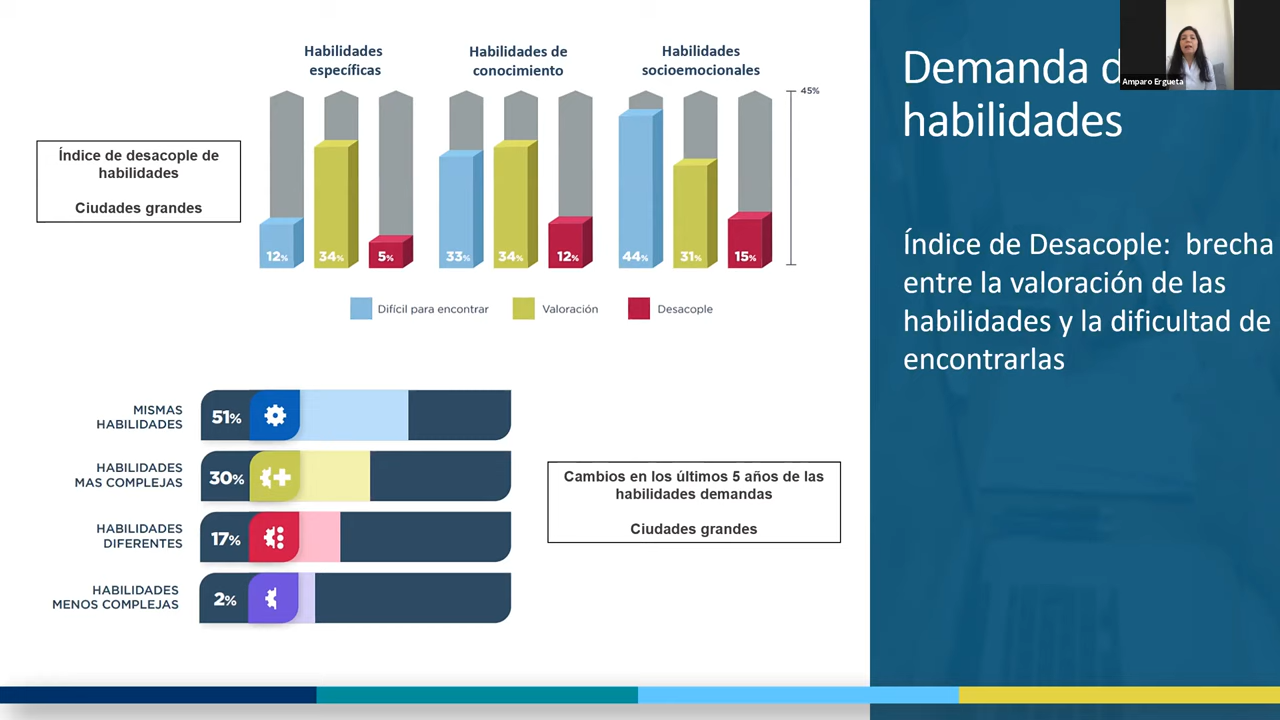 Habilidades
específicas
Habilidades de
conocimiento
Habilidades
socioemocionales
45%
Índice de desacople de
habilidades
Ciudades grandes
12%
34%
5%
33%
34%
12%
44%
31%
15%
Difícil para encontrar
Valoración
Desacople
MISMAS
HABILIDADES
51%
HABILIDADES
MAS COMPLEJAS
30%
HABILIDADES
DIFERENTES
17%
HABILIDADES
MENOS COMPLEJAS
2%
Cambios en los últimos 5 años de las
habilidades demandas
Ciudades grandes
Demanda
habilidades
Amparo Ergueta
Índice de Desacople: brecha
entre la valoración de las
habilidades y la dificultad de
encontrarlas